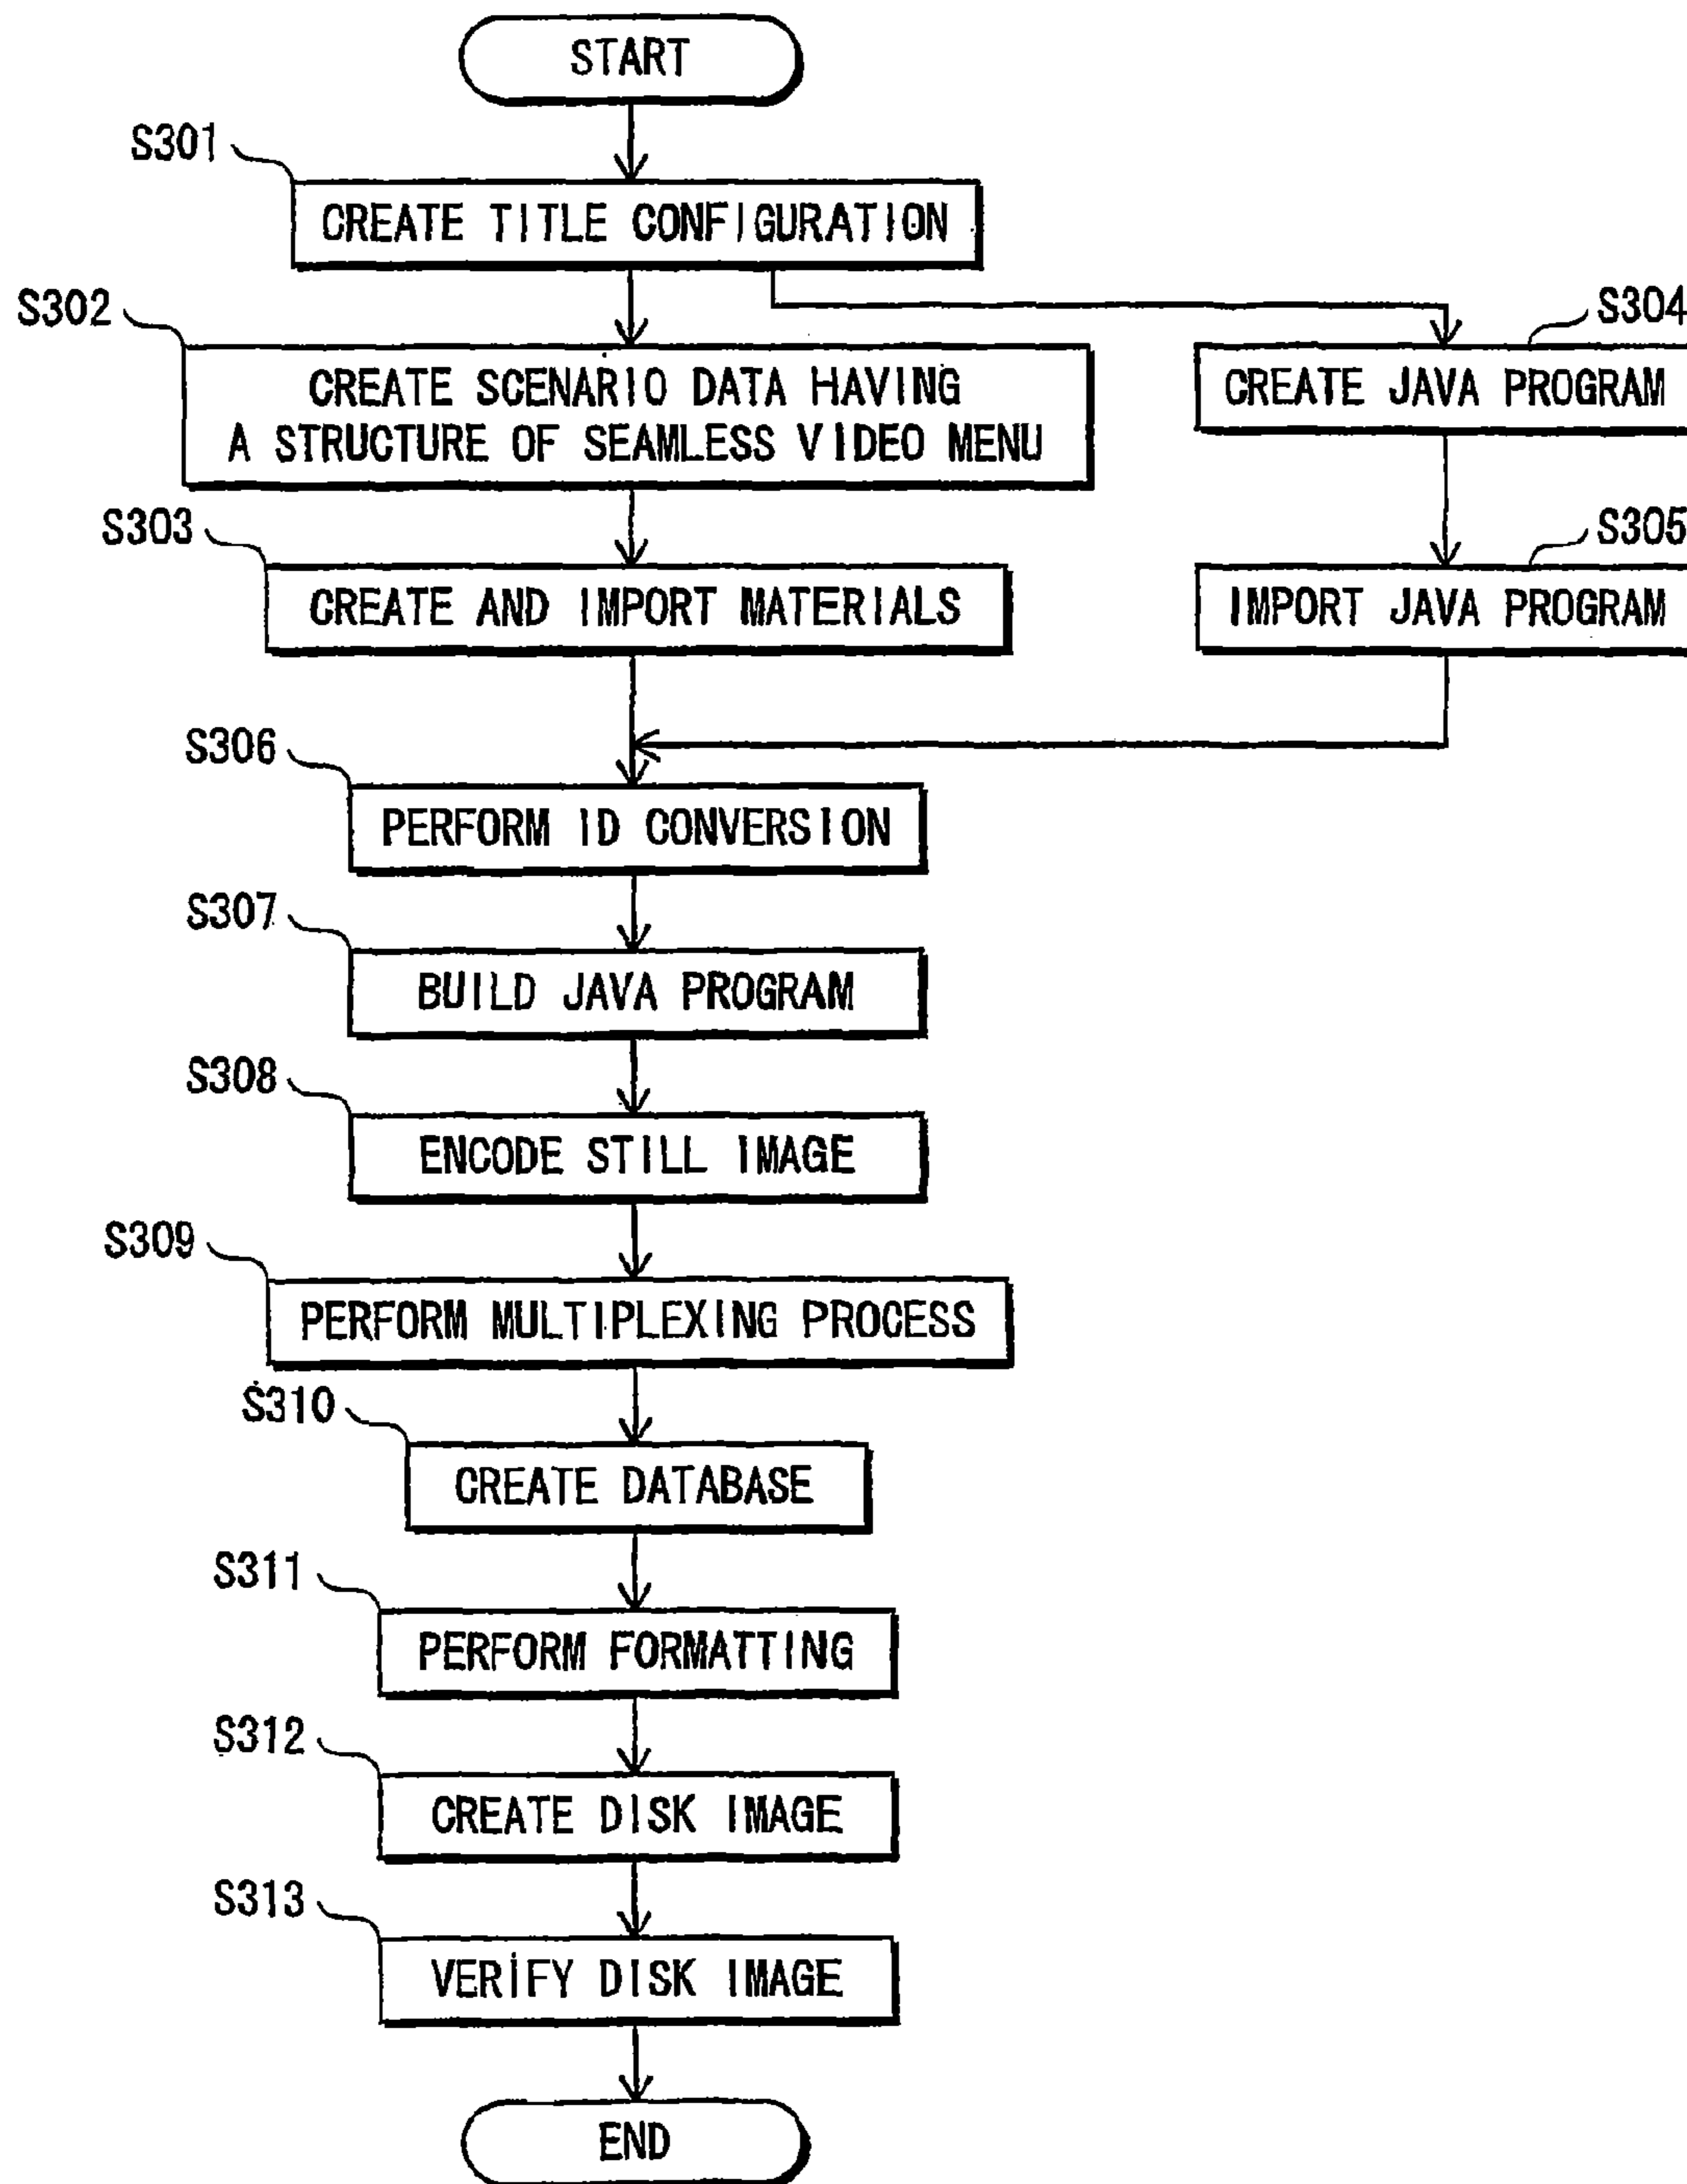 START
S301
CREATE TITLE CONFIGURATION
S302
CREATE SCENARIO DATA HAVING
A STRUCTURE OF SEAMLESS VIDEO MENU
S304
CREATE JAVA PROGRAM
S303
CREATE AND IMPORT MATERIALS
S305
IMPORT JAVA PROGRAM
S306
PERFORM ID CONVERSION
S307
BUILD JAVA PROGRAM
S308
ENCODE STILL IMAGE
S309
PERFORM MULTIPLEXING PROCESS
S310
CREATE DATABASE
S311
PERFORM FORMATTING
S312
CREATE DISK IMAGE
S313
VERIFY DISK IMAGE
END